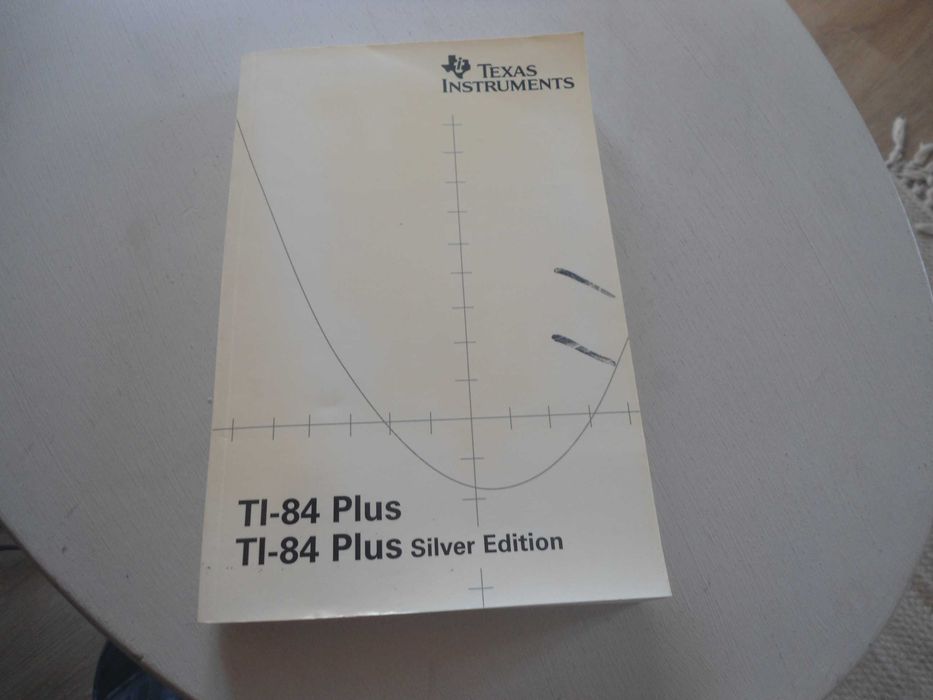 TEXAS
INSTRUMENTS
TI-84 Plus
TI-84 Plus Silver Edition